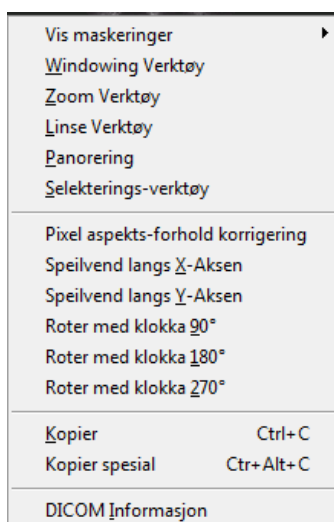 Vis maskeringer
Windowing Verktøy
Zoom Verktøy
Linse Verktøy
Panorering
Selekterings-verktøy
Pixel aspekts-forhold korrigering
Speilvend langs X-Aksen
Speilvend langs Y-Aksen
Roter med klokka 90°
Roter med klokka 180°
Roter med klokka 270°
Kopier Ctrl+C
Kopier spesial Ctr+Alt+C
DICOM Informasjon